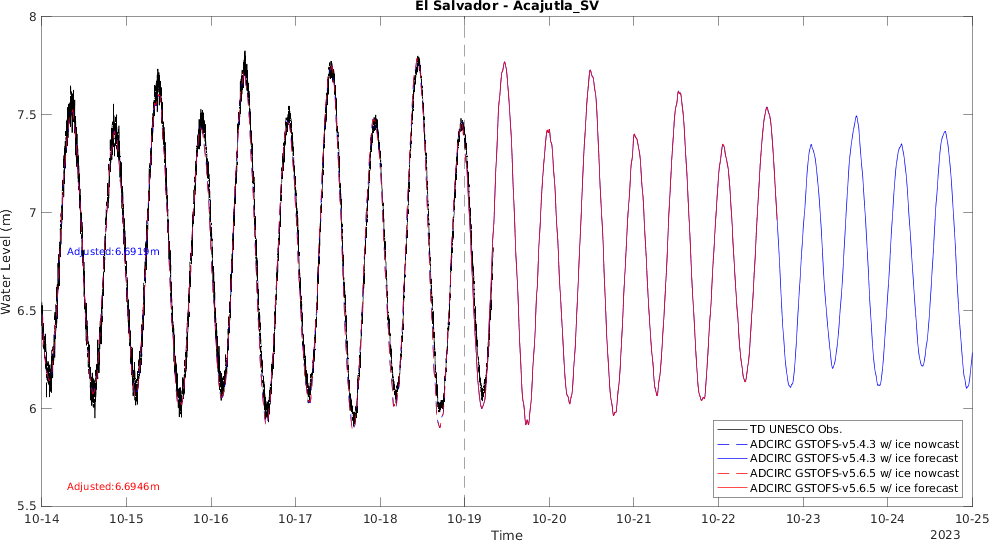 El Salvador - Acajutla_SV
8
7.5
7
6.5
6
5.5
Water Level (m)
Adjusted:6.6919m
Adjusted:6.6946m
TD UNESCO Obs.
ADCIRC GSTOFS-v5.4.3 w/ ice nowcast
ADCIRC GSTOFS-v5.4.3 w/ ice forecast
ADCIRC GSTOFS-v5.6.5 w/ ice nowcast
ADCIRC GSTOFS-v5.6.5 w/ ice forecast
10-14 10-15 10-16 10-17 10-18 10-19 10-20 10-21 10-22 10-23 10-24 10-25
Time
2023